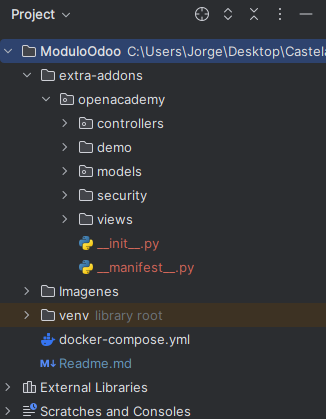 Project
ModuloOdoo C:\Users\Jorge\Desktop\Castela
extra-addons
openacademy
controllers
demo
models
security
views
__init__.py
__manifest__.py
Imagenes
venv library root
docker-compose.yml
M↓ Readme.md
External Libraries
Scratches and Consoles